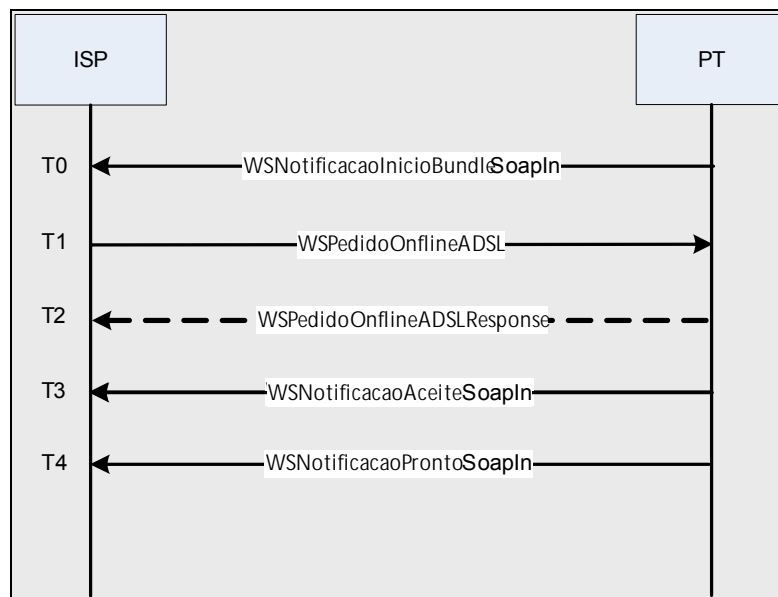 ISP PT
T0 WSNotificacaoInicioBundleSoapIn
T1 WSPedidoOnflineADSL
T2 WSPedidoOnflineADSLResponse
T3 WSNotificacaoAceiteSoapIn
T4 WSNotificacaoProntoSoapIn